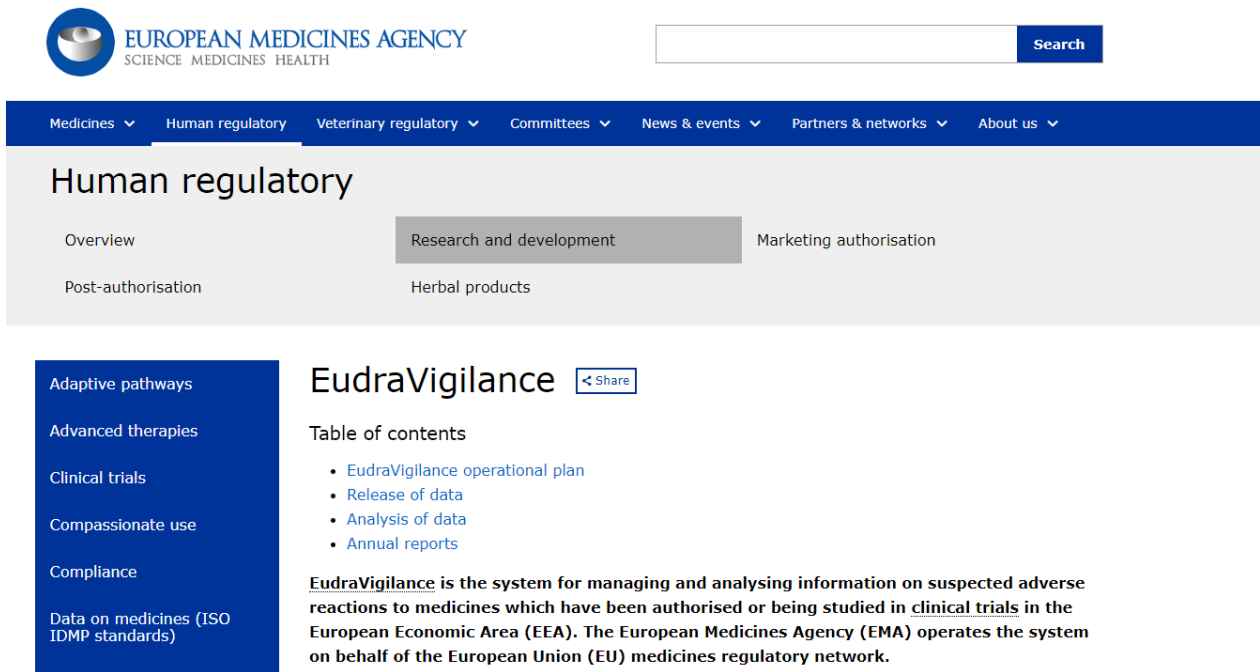 EUROPEAN MEDICINES AGENCY
SCIENCE MEDICINES HEALTH
Search
Medicines Human regulatory Veterinary regulatory Committees News & events Partners & networks About us
Human regulatory
Overview Research and development Marketing authorisation
Post-authorisation Herbal products
Adaptive pathways
Advanced therapies
Clinical trials
Compassionate use
Compliance
Data on medicines (ISO
IDMP standards)
EudraVigilance Share
Table of contents
• EudraVigilance operational plan
• Release of data
• Analysis of data
• Annual reports
EudraVigilance is the system for managing and analysing information on suspected adverse
reactions to medicines which have been authorised or being studied in clinical trials in the
European Economic Area (EEA). The European Medicines Agency (EMA) operates the system
on behalf of the European Union (EU) medicines regulatory network.